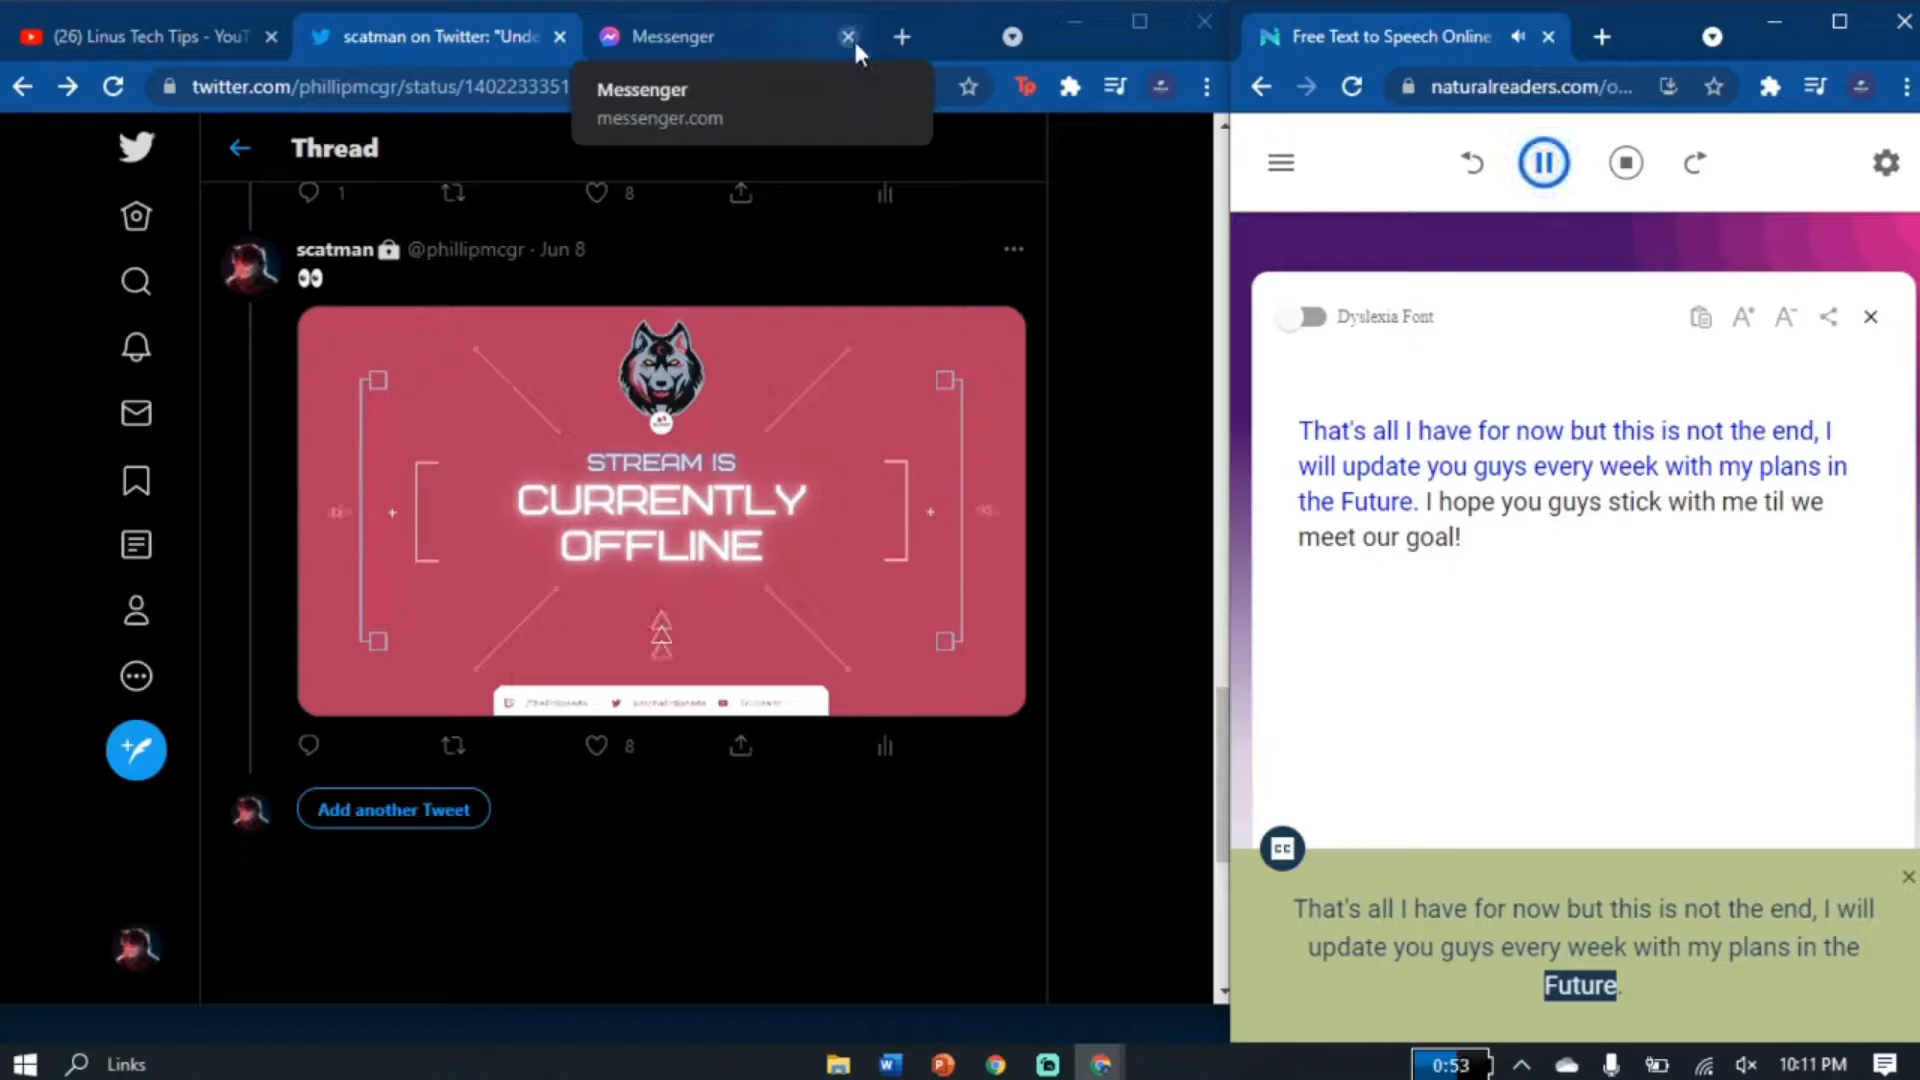 (26) Linus Tech Tips - YouT
scatman on Twitter: "Unde
Messenger
twitter.com/phillipmcgr/status/1402233351
Tp
Messenger
messenger.com
Thread
1
8
scatman @phillipmcgr · Jun 8
STREAM IS
CURRENTLY
OFFLINE
8
Add another Tweet
Free Text to Speech Online
naturalreaders.com/o...
Dyslexia Font
A+
A-
That's all I have for now but this is not the end, I
will update you guys every week with my plans in
the Future. I hope you guys stick with me til we
meet our goal!
CC
That's all I have for now but this is not the end, I will
update you guys every week with my plans in the
Future.
Links
0:53
10:11 PM